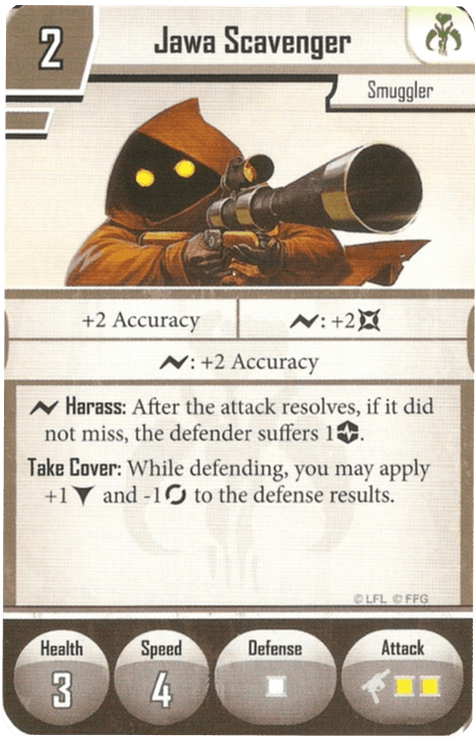 2
Jawa Scavenger
Smuggler
+2 Accuracy
: +2
: +2 Accuracy
Harass: After the attack resolves, if it did
not miss, the defender suffers 1.
Take Cover: While defending, you may apply
+1 and -1 to the defense results.
©LFL ©FFG
Health
3
Speed
4
Defense
Attack